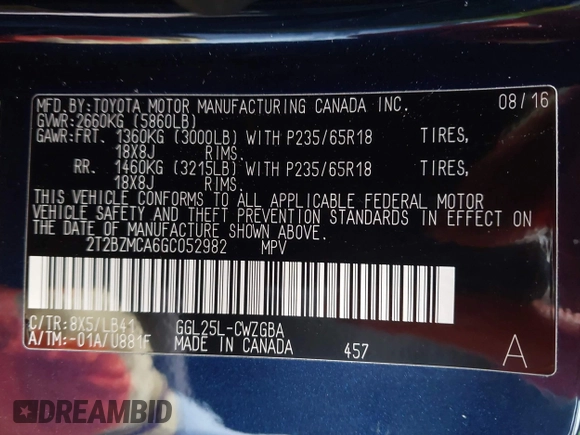 MFD.BY:TOYOTA MOTOR MANUFACTURING CANADA INC. 08/16
GVWR:2660KG (5860LB)
GAWR:FRT. 1360KG (3000LB) WITH P235/65R18 TIRES,
18X8J RIMS.
RR. 1460KG (3215LB) WITH P235/65R18 TIRES,
18X8J RIMS.
THIS VEHICLE CONFORMS TO ALL APPLICABLE FEDERAL MOTOR
VEHICLE SAFETY AND THEFT PREVENTION STANDARDS IN EFFECT ON
THE DATE OF MANUFACTURE SHOWN ABOVE.
2T2BZMCA6GC052982 MPV
C/TR:8X5/LB41 GGL25L-CWZGBA
A/TM:-01A/U881F MADE IN CANADA 457 A
DREAMBID